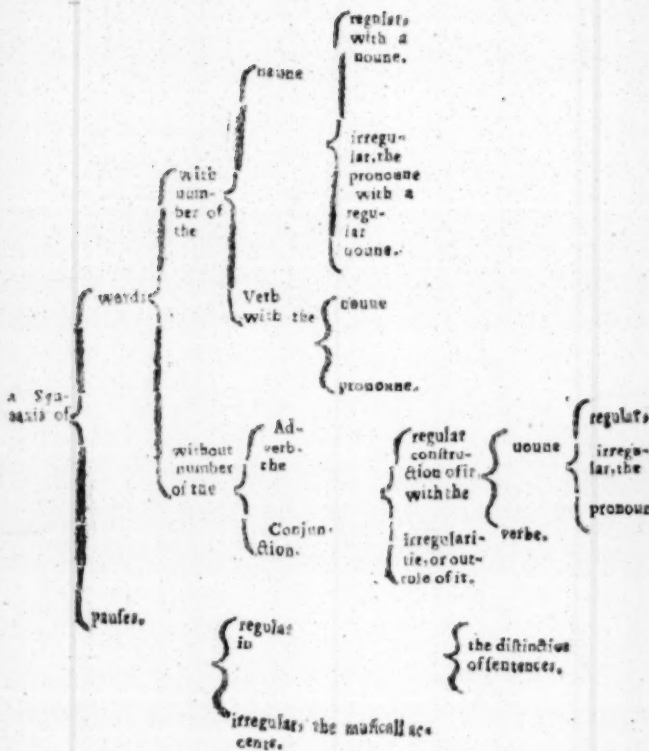 regulars
with a
noune.
noune
irregu-
lar, the
pronoune
with a
regu-
lar
noune.
with
num-
ber of
the
words
Verb
with the
noune
pronoune.
a Syn-
taxis of
without
number
of the
Ad-
verb.
the
Conjun-
ction.
regular
constru-
ction of it
with the
irregulari-
tie, or out-
rule of it.
noune
verbe.
regulars
irregu-
lar, the
pronoun
pauſes.
regular
in
the diſtinctiõ
of ſentences.
irregular, the muſicall ac-
cents.